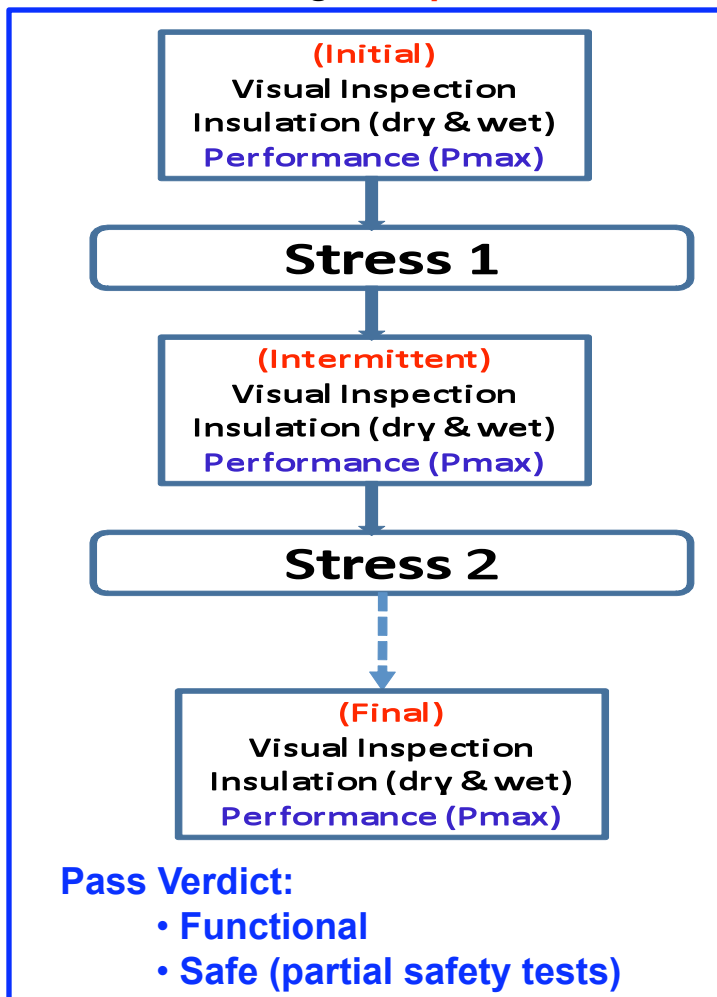 (Initial)
Visual Inspection
Insulation (dry & wet)
Performance (Pmax)
Stress 1
(Intermittent)
Visual Inspection
Insulation (dry & wet)
Performance (Pmax)
Stress 2
(Final)
Visual Inspection
Insulation (dry & wet)
Performance (Pmax)
Pass Verdict:
• Functional
• Safe (partial safety tests)